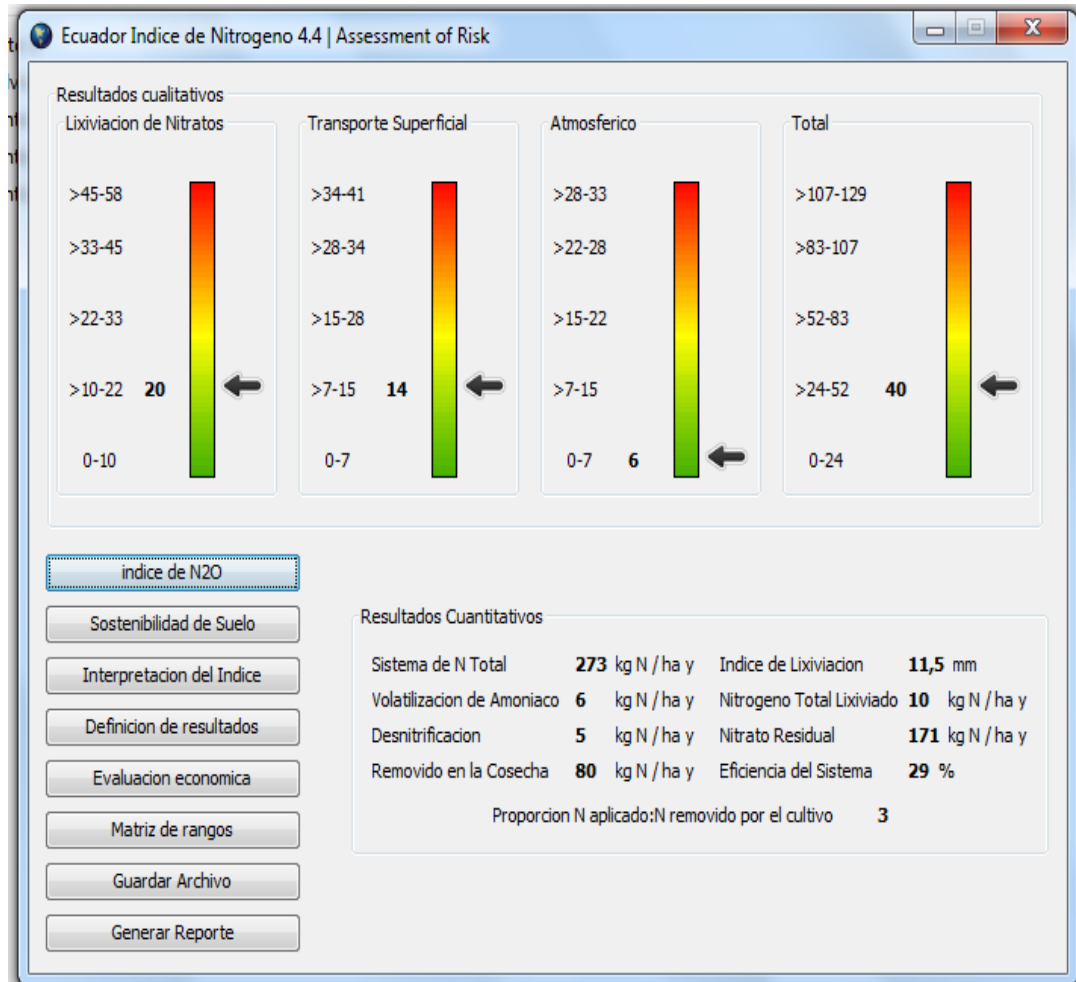 Ecuador Indice de Nitrogeno 4.4 | Assessment of Risk
Resultados cualitativos
Lixiviacion de Nitratos
>45-58
>33-45
>22-33
>10-22 20
0-10
Transporte Superficial
>34-41
>28-34
>15-28
>7-15 14
0-7
Atmosferico
>28-33
>22-28
>15-22
>7-15
0-7 6
Total
>107-129
>83-107
>52-83
>24-52 40
0-24
indice de N2O
Sostenibilidad de Suelo
Interpretacion del Indice
Definicion de resultados
Evaluacion economica
Matriz de rangos
Guardar Archivo
Generar Reporte
Resultados Cuantitativos
Sistema de N Total 273 kg N / ha y Indice de Lixiviacion 11,5 mm
Volatilizacion de Amoniaco 6 kg N / ha y Nitrogeno Total Lixiviado 10 kg N / ha y
Desnitrificacion 5 kg N / ha y Nitrato Residual 171 kg N / ha y
Removido en la Cosecha 80 kg N / ha y Eficiencia del Sistema 29 %
Proporcion N aplicado:N removido por el cultivo 3